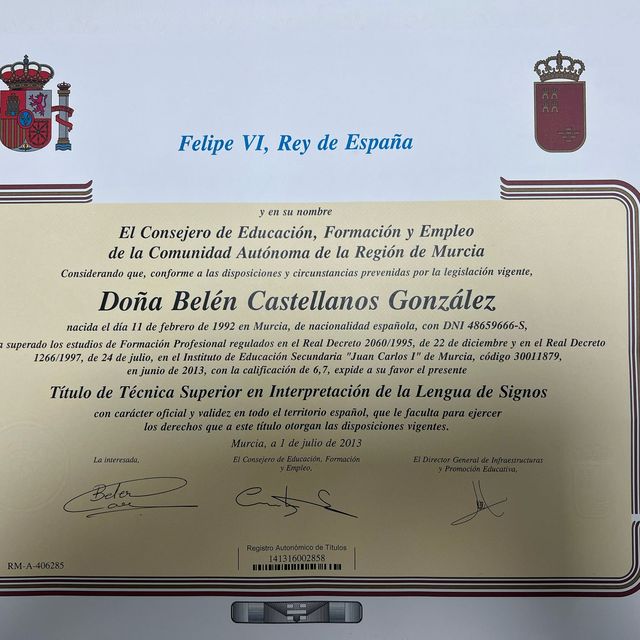 Felipe VI, Rey de España
y en su nombre
El Consejero de Educación, Formación y Empleo
de la Comunidad Autónoma de la Región de Murcia
Considerando que, conforme a las disposiciones y circunstancias prevenidas por la legislación vigente,
Doña Belén Castellanos González
nacida el día 11 de febrero de 1992 en Murcia, de nacionalidad española, con DNI 48659666-S,
a superado los estudios de Formación Profesional regulados en el Real Decreto 2060/1995, de 22 de diciembre y en el Real Decreto
1266/1997, de 24 de julio, en el Instituto de Educación Secundaria "Juan Carlos I" de Murcia, código 30011879,
en junio de 2013, con la calificación de 6,7, expide a su favor el presente
Título de Técnica Superior en Interpretación de la Lengua de Signos
con carácter oficial y validez en todo el territorio español, que le faculta para ejercer
los derechos que a este título otorgan las disposiciones vigentes.
Murcia, a 1 de julio de 2013
La interesada,
El Consejero de Educación, Formación
y Empleo,
El Director General de Infraestructuras
y Promoción Educativa,
Belen
RM-A-406285
Registro Autonómico de Títulos
141316002858